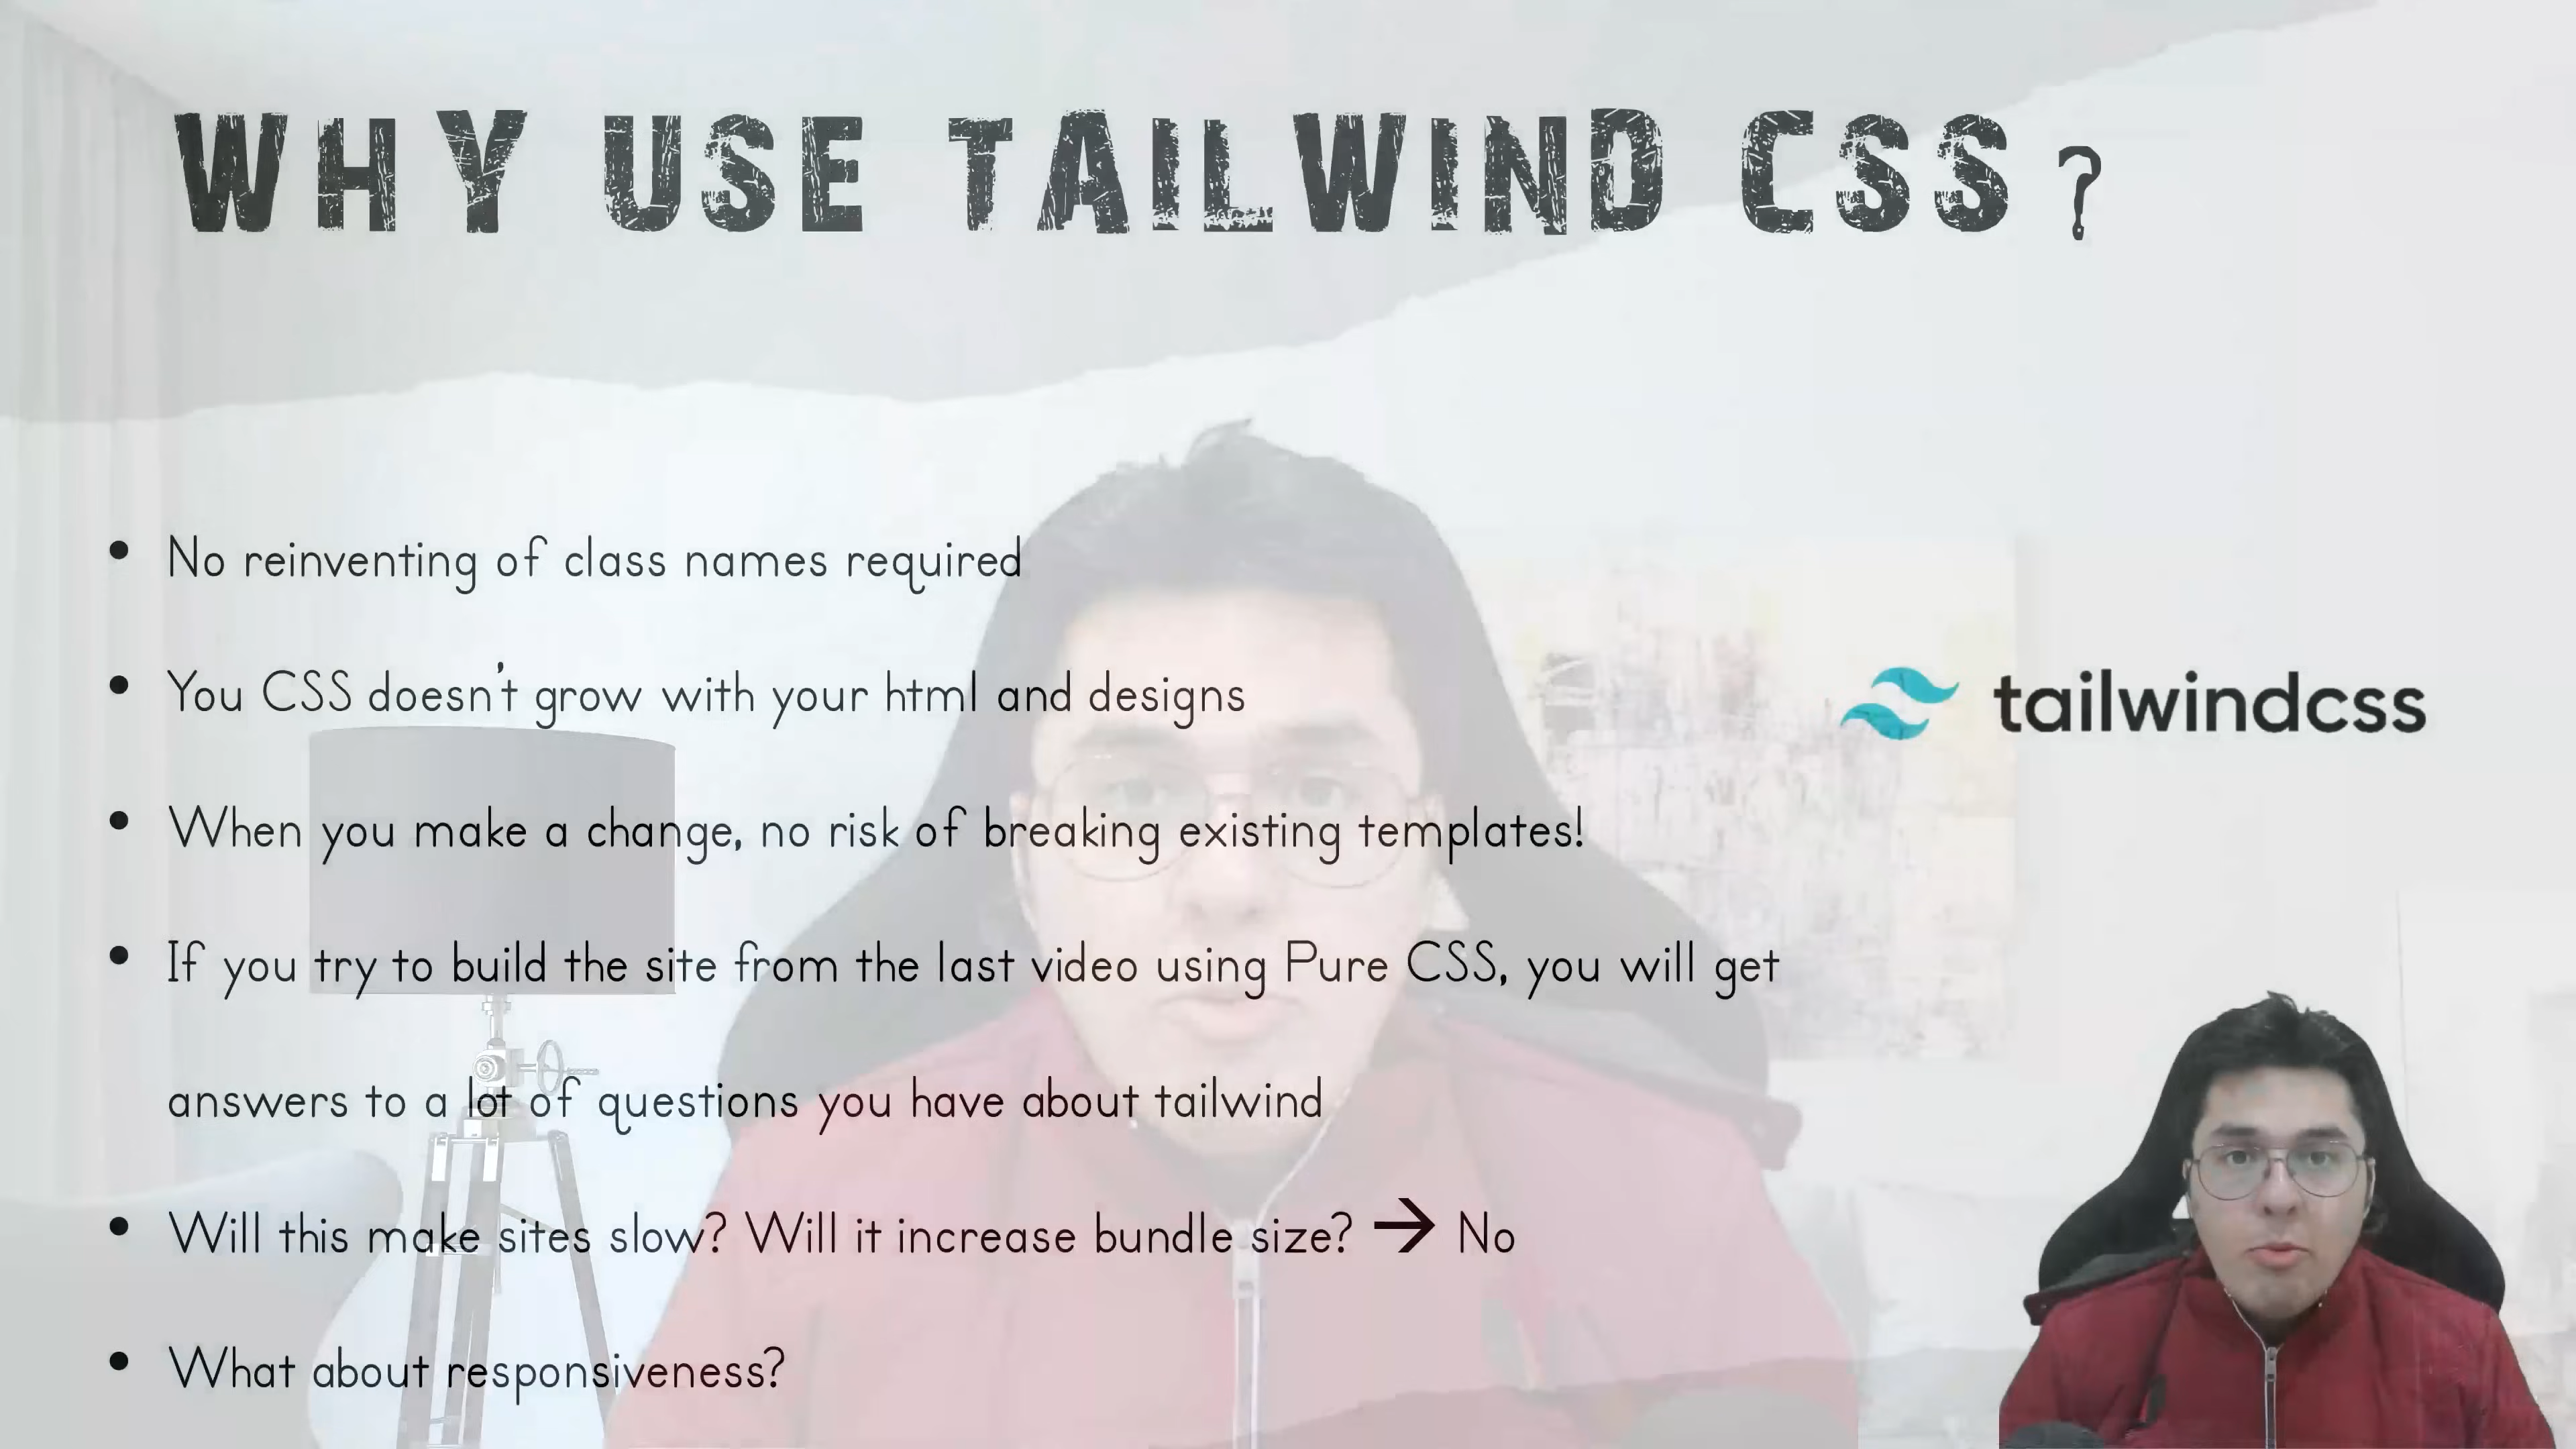 WHY USE TAILWIND CSS?
• No reinventing of class names required
• You CSS doesn't grow with your html and designs
tailwindcss
• When you make a change, no risk of breaking existing templates!
• If you try to build the site from the last video using Pure CSS, you will get
answers to a lot of questions you have about tailwind
• Will this make sites slow? Will it increase bundle size? → No
• What about responsiveness?